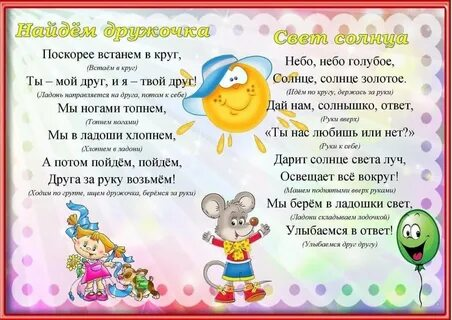 Найдём дружочка
Поскорее встанем в круг,
(Встаём в круг)
Ты – мой друг, и я – твой друг!
(Ладонь направляется на друга, потом к себе)
Мы ногами топнем,
(Топнем ногами)
Мы в ладоши хлопнем,
(Хлопнем в ладони)
А потом пойдём, пойдём,
Друга за руку возьмём!
(Ходим по группе, ищем дружочка, берёмся за руки)
Свет солнца
Небо, небо голубое,
Солнце, солнце золотое.
(Идём по кругу, держась за руки)
Дай нам, солнышко, ответ,
(Руки вверх)
«Ты нас любишь или нет?»
(Руки к себе)
Дарит солнце света луч,
Освещает всё вокруг!
(Машем поднятыми вверх руками)
Мы берём в ладошки свет,
(Ладони складываем лодочкой)
Улыбаемся в ответ!
(Улыбаемся друг другу)